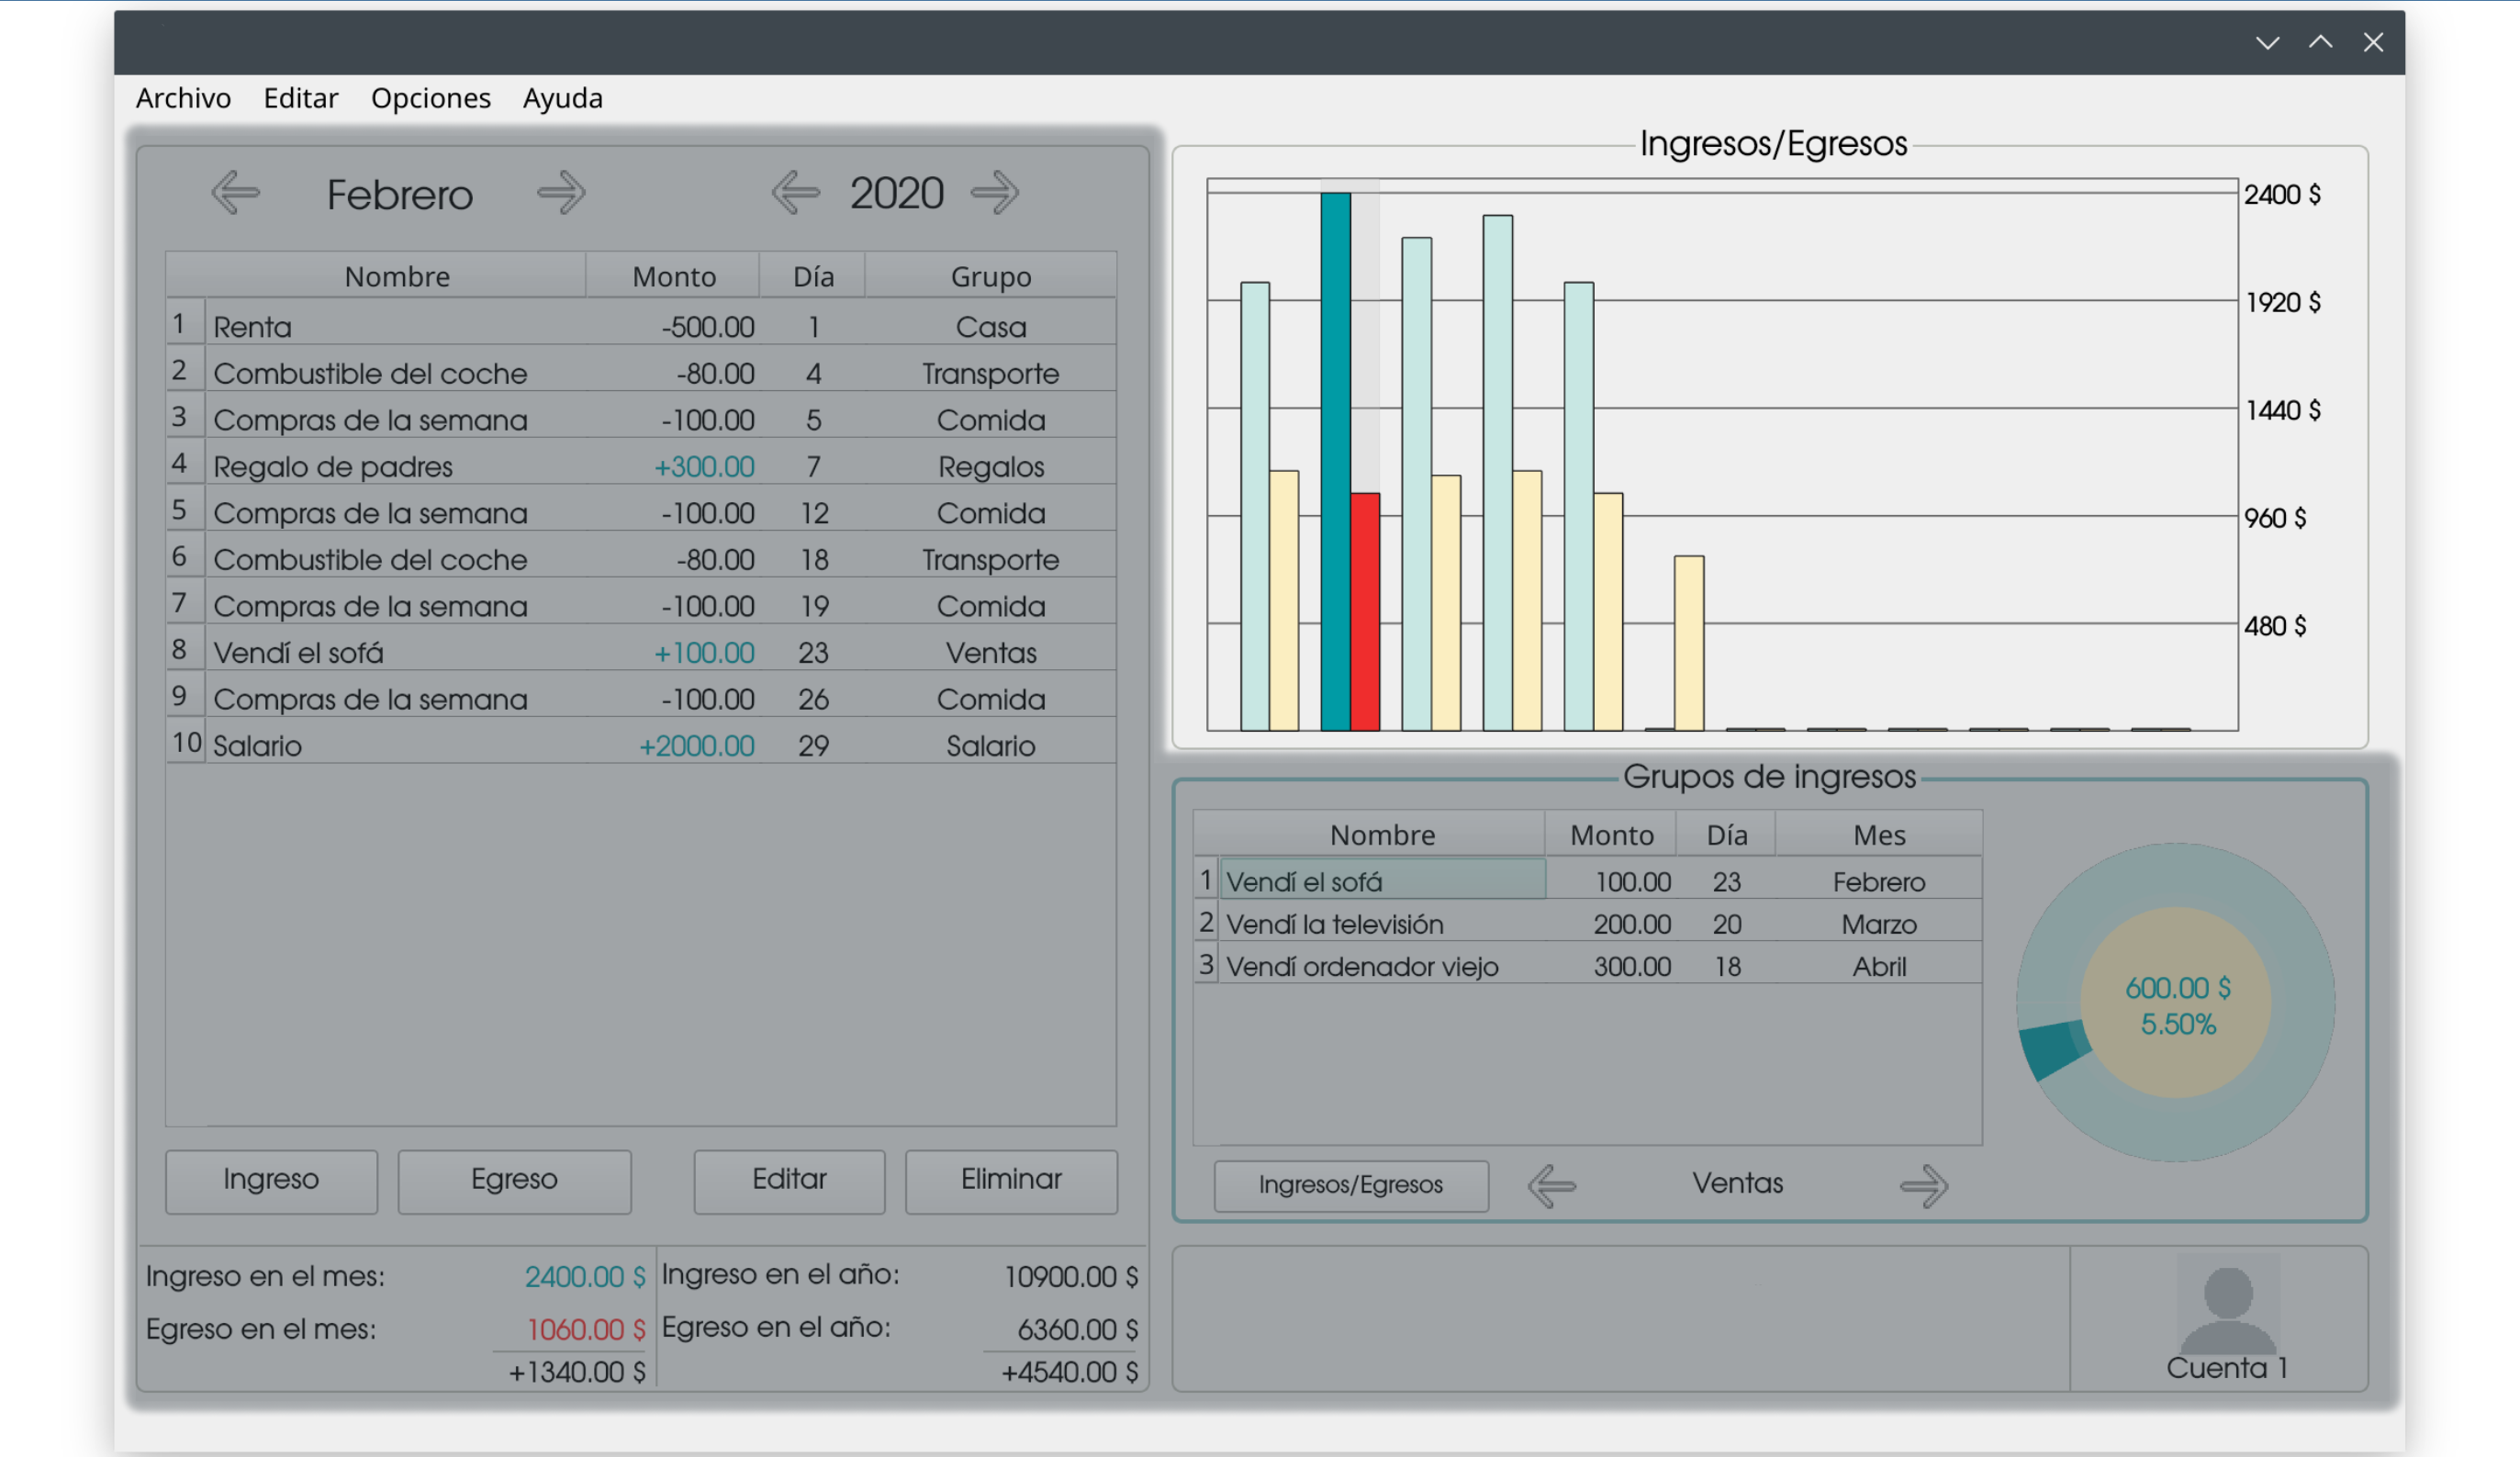 Archivo Editar Opciones Ayuda
Febrero 2020
Nombre Monto Día Grupo
1 Renta -500.00 1 Casa
2 Combustible del coche -80.00 4 Transporte
3 Compras de la semana -100.00 5 Comida
4 Regalo de padres +300.00 7 Regalos
5 Compras de la semana -100.00 12 Comida
6 Combustible del coche -80.00 18 Transporte
7 Compras de la semana -100.00 19 Comida
8 Vendí el sofá +100.00 23 Ventas
9 Compras de la semana -100.00 26 Comida
10 Salario +2000.00 29 Salario
Ingreso Egreso Editar Eliminar
Ingreso en el mes: 2400.00 $ Ingreso en el año: 10900.00 $
Egreso en el mes: 1060.00 $ Egreso en el año: 6360.00 $
+1340.00 $ +4540.00 $
Ingresos/Egresos
2400 $
1920 $
1440 $
960 $
480 $
Grupos de ingresos
Nombre Monto Día Mes
1 Vendí el sofá 100.00 23 Febrero
2 Vendí la televisión 200.00 20 Marzo
3 Vendí ordenador viejo 300.00 18 Abril
600.00 $
5.50%
Ingresos/Egresos Ventas
Cuenta 1